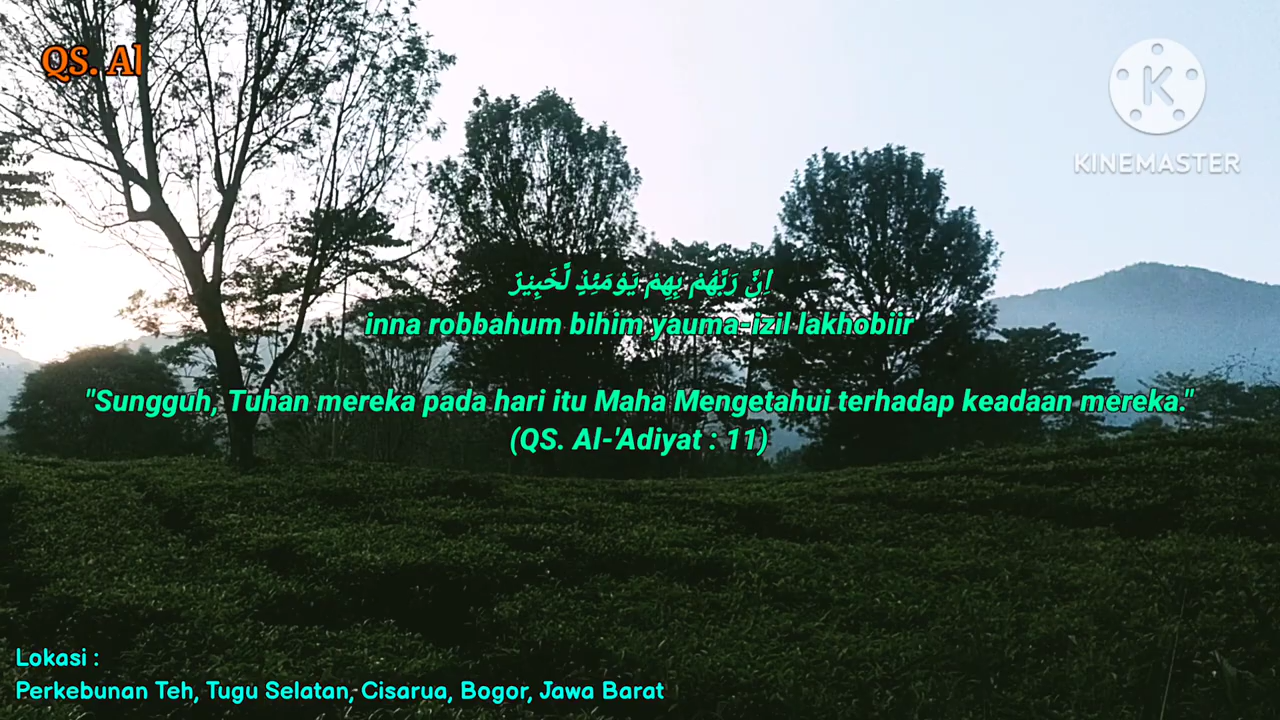 QS. Al
KINEMASTER
اِنَّ رَبَّهُمْ بِهِمْ يَوْمَىِٕذٍ لَّخَبِيْرٌ
inna robbahum bihim yauma-izil lakhobiir
"Sungguh, Tuhan mereka pada hari itu Maha Mengetahui terhadap keadaan mereka."
(QS. Al-'Adiyat : 11)
Lokasi :
Perkebunan Teh, Tugu Selatan, Cisarua, Bogor, Jawa Barat